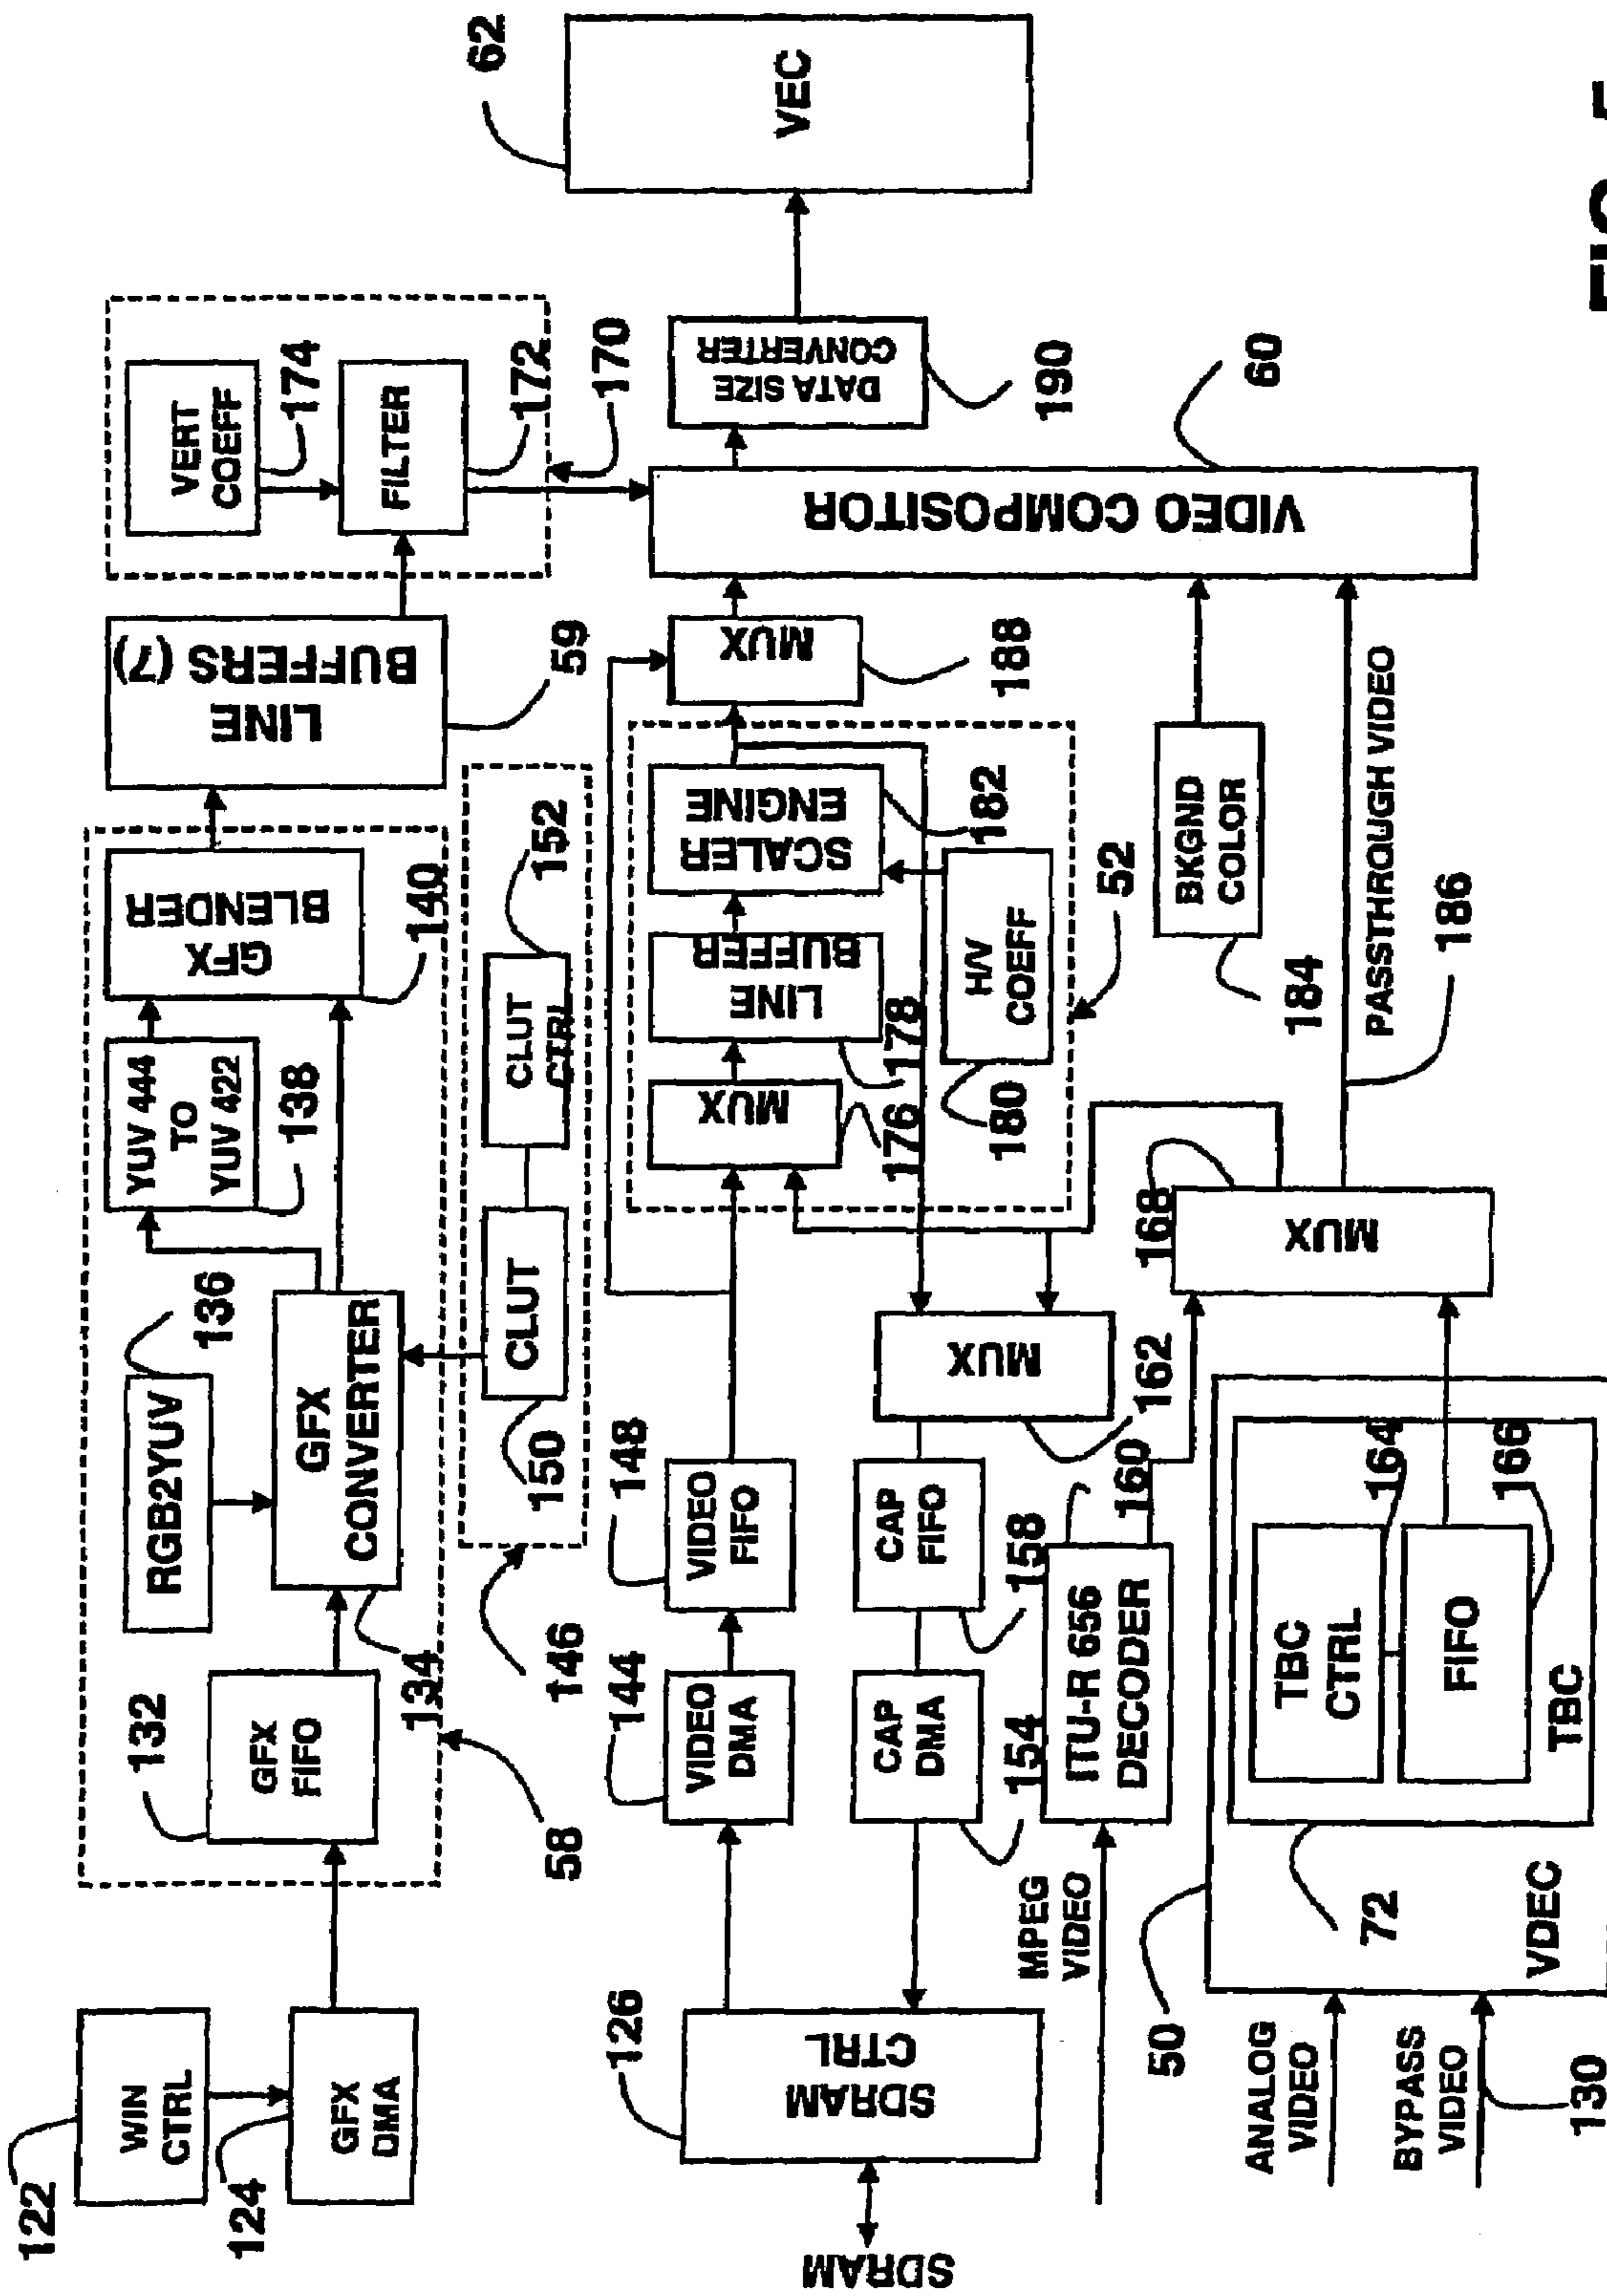 122
WIN
CTRL
124
GFX
DMA
132
GFX
FIFO
134
GFX
CONVERTER
RGB2YUV
136
YUV 444
TO
YUV 422
138
GFX
BLENDER
140
58
LINE
BUFFERS (7)
59
VERT
COEFF
174
FILTER
172
170
146
CLUT
150
CLUT
CTRL
152
SDRAM
SDRAM
CTRL
126
VIDEO
DMA
144
VIDEO
FIFO
148
CAP
DMA
154
CAP
FIFO
158
MUX
162
MUX
176
LINE
BUFFER
178
SCALER
ENGINE
182
H/V
COEFF
180
52
MUX
188
VIDEO COMPOSITOR
60
DATA SIZE
CONVERTER
190
VEC
62
BKGND
COLOR
184
PASSTHROUGH VIDEO
186
MPEG
VIDEO
ITU-R 656
DECODER
160
MUX
168
ANALOG
VIDEO
BYPASS
VIDEO
130
50
VDEC
72
TBC
CTRL
164
FIFO
166
TBC